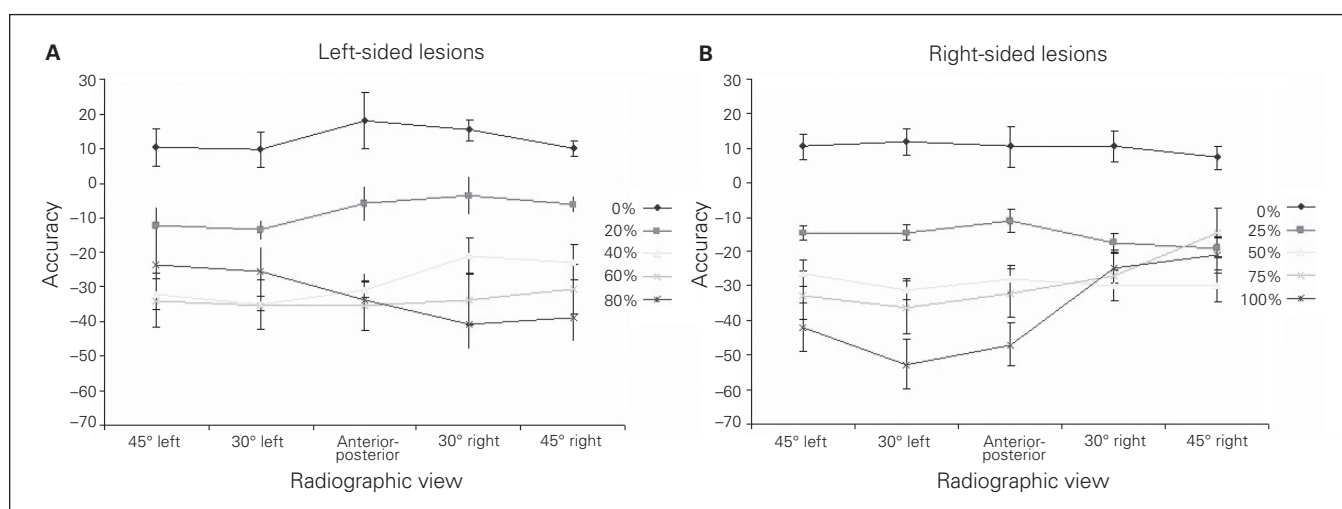 A
Left-sided lesions
30
20
10
0
–10
–20
–30
–40
–50
–60
–70
Accuracy
0%
20%
40%
60%
80%
45° left
30° left
Anterior-
posterior
30° right
45° right
Radiographic view
B
Right-sided lesions
30
20
10
0
–10
–20
–30
–40
–50
–60
–70
Accuracy
0%
25%
50%
75%
100%
45° left
30° left
Anterior-
posterior
30° right
45° right
Radiographic view